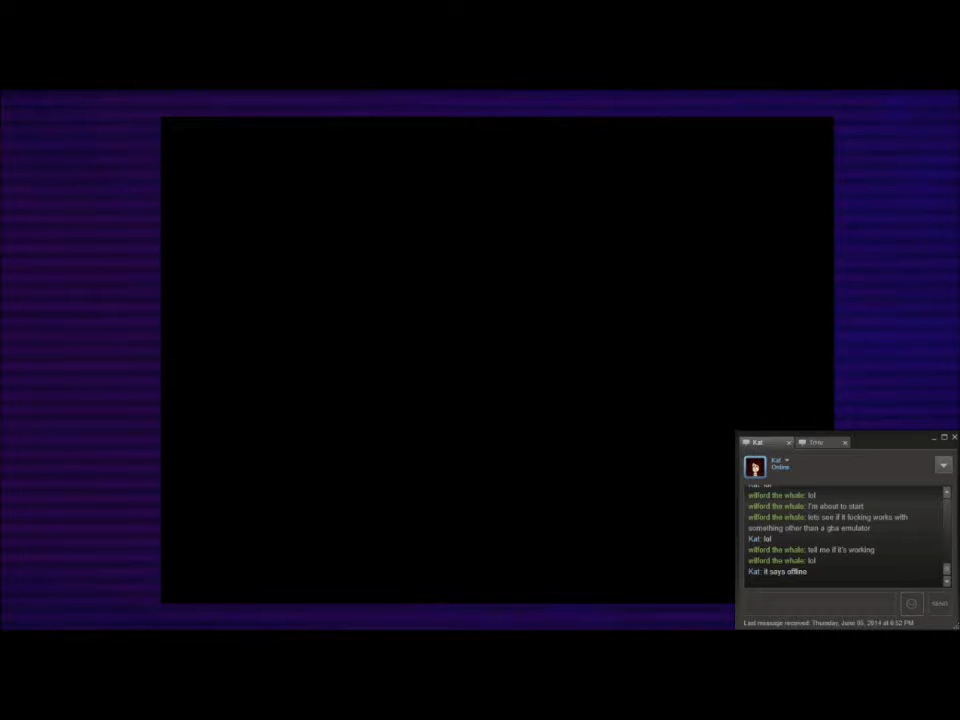 Kat
TrHx
Kat
Online
Kat: lol
wilford the whale: lol
wilford the whale: I'm about to start
wilford the whale: lets see if it fucking works with
something other than a gba emulator
Kat: lol
wilford the whale: tell me if it's working
wilford the whale: lol
Kat: it says offline
SEND
Last message received: Thursday, June 05, 2014 at 6:52 PM